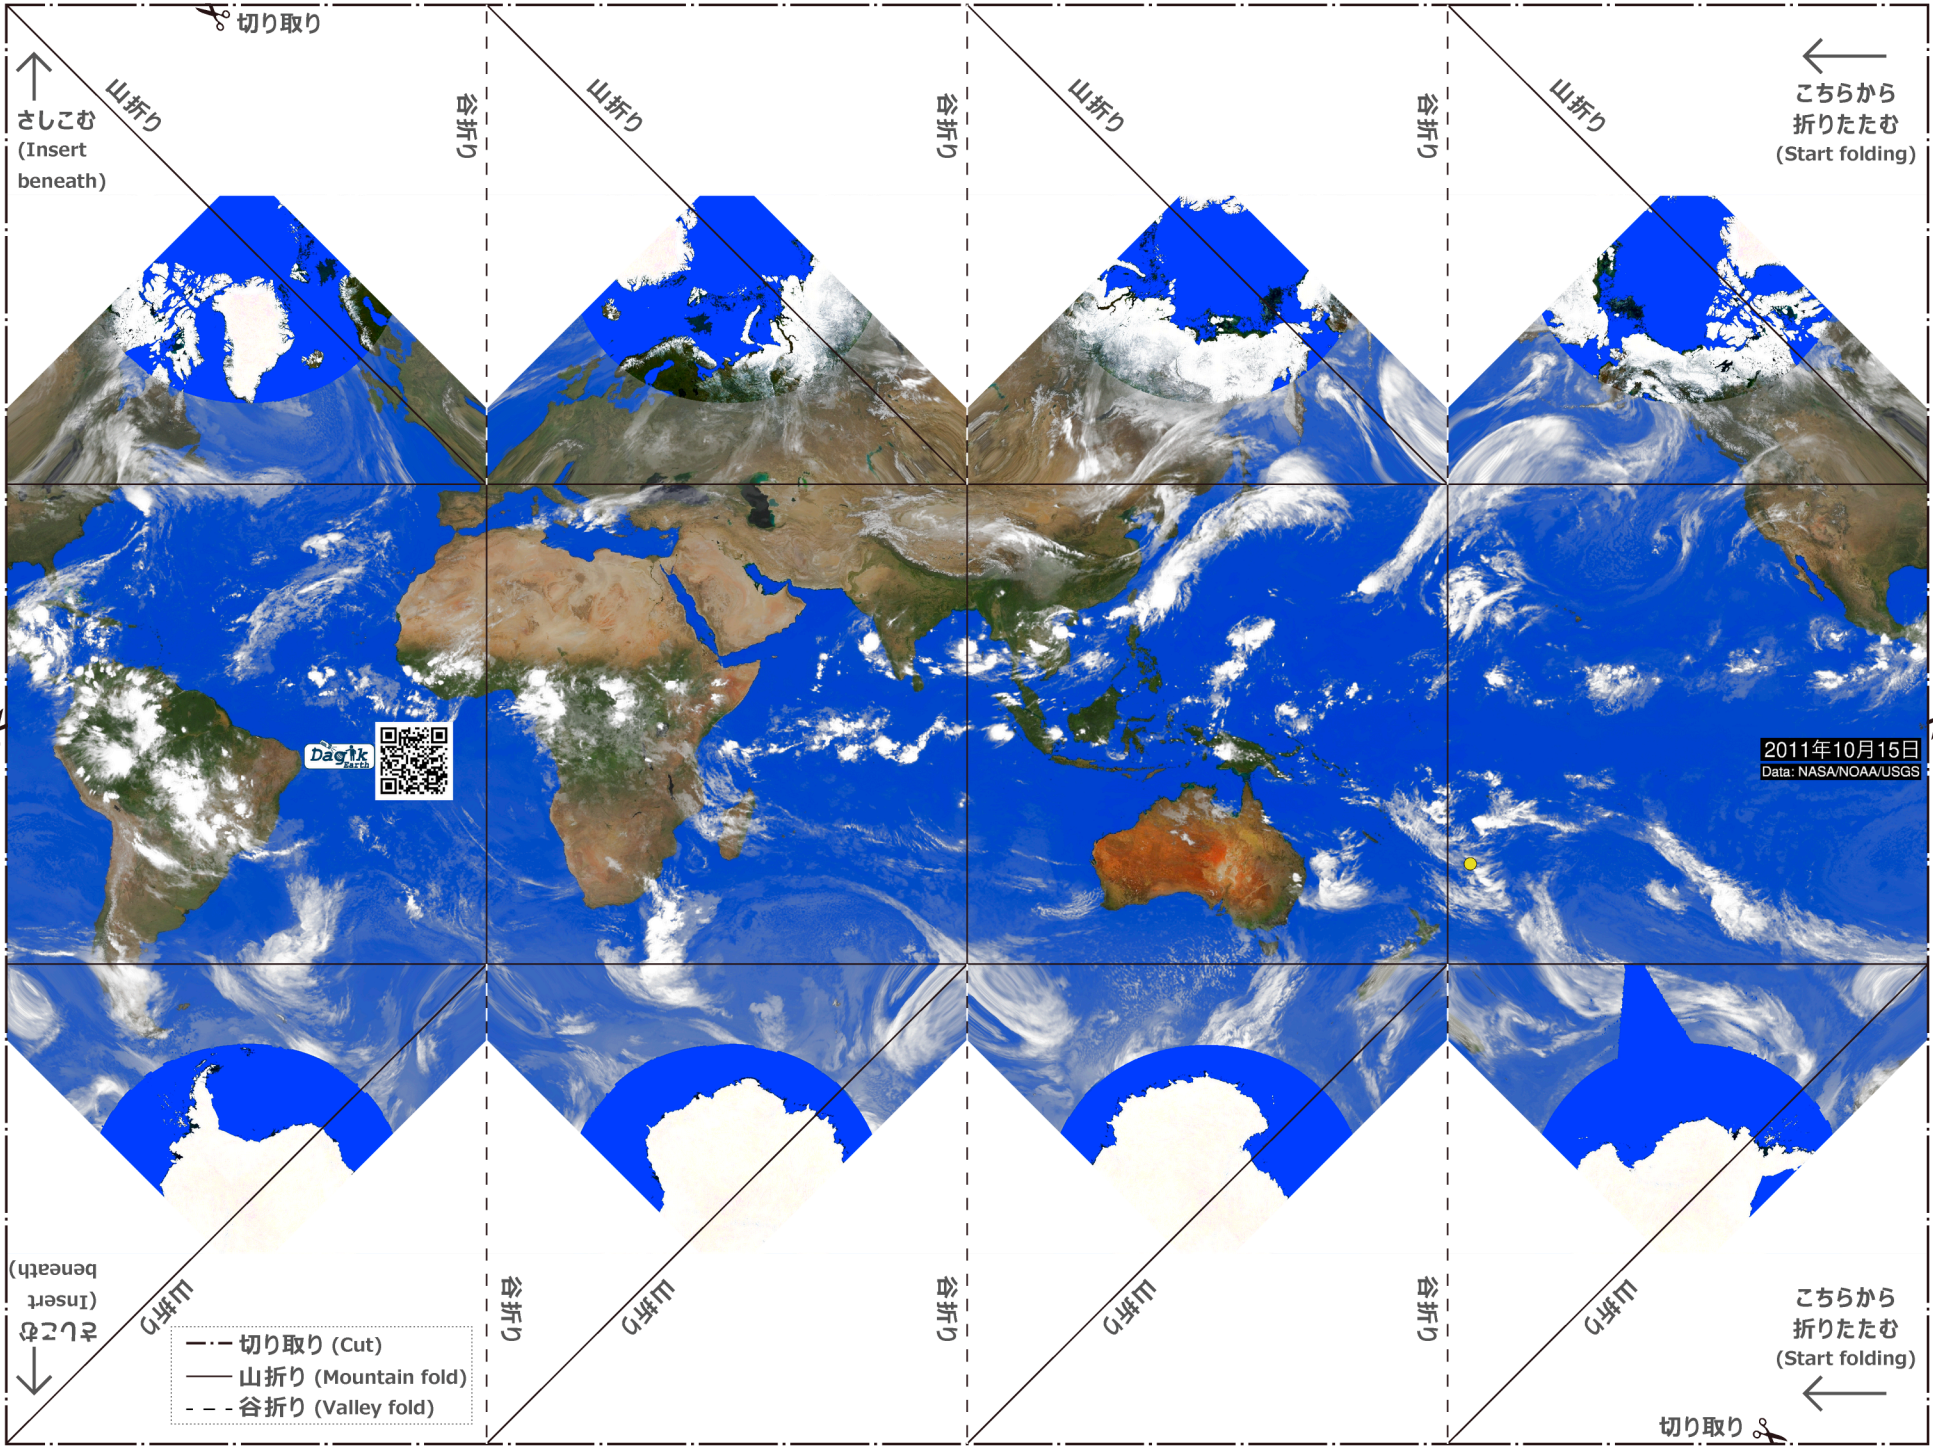 切り取り
さしこむ
(Insert
beneath)
山折り
谷折り
山折り
谷折り
山折り
谷折り
山折り
こちらから
折りたたむ
(Start folding)
Dagik
Earth
2011年10月15日
Data: NASA/NOAA/USGS
さしこむ
(Insert
beneath)
山折り
谷折り
山折り
谷折り
山折り
谷折り
山折り
こちらから
折りたたむ
(Start folding)
切り取り (Cut)
山折り (Mountain fold)
谷折り (Valley fold)
切り取り